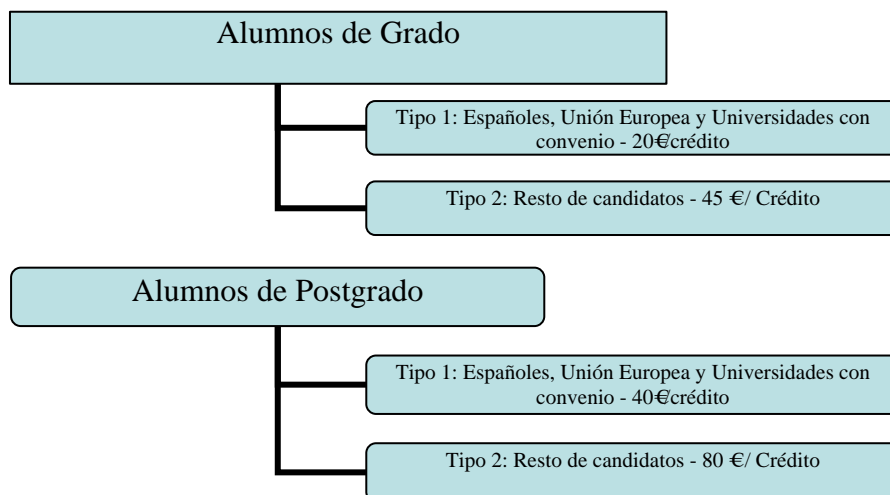 Alumnos de Grado
Tipo 1: Españoles, Unión Europea y Universidades con
convenio - 20€/crédito
Tipo 2: Resto de candidatos - 45 €/ Crédito
Alumnos de Postgrado
Tipo 1: Españoles, Unión Europea y Universidades con
convenio - 40€/crédito
Tipo 2: Resto de candidatos - 80 €/ Crédito